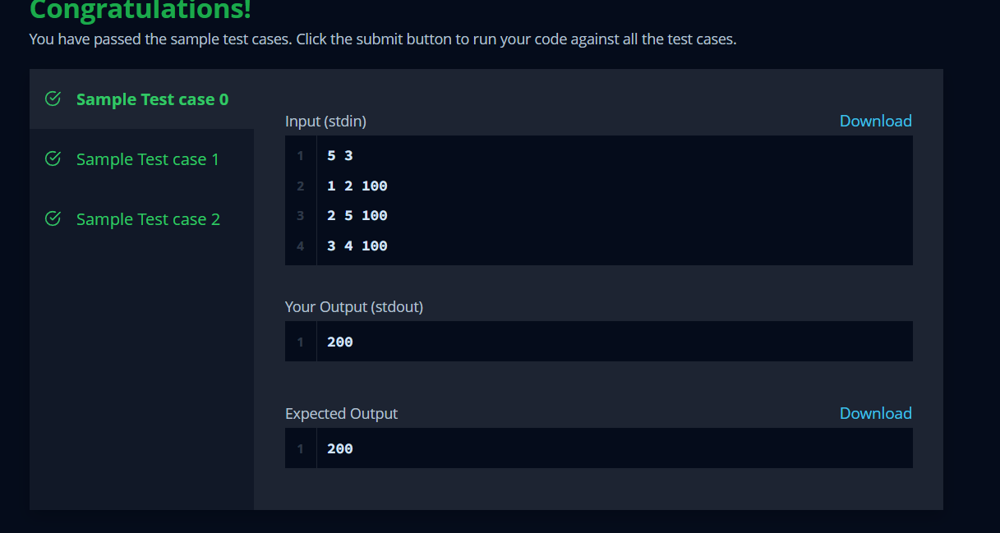 Congratulations!
You have passed the sample test cases. Click the submit button to run your code against all the test cases.
Sample Test case 0
Sample Test case 1
Sample Test case 2
Input (stdin)
Download
1 5 3
2 1 2 100
3 2 5 100
4 3 4 100
Your Output (stdout)
1 200
Expected Output
Download
1 200